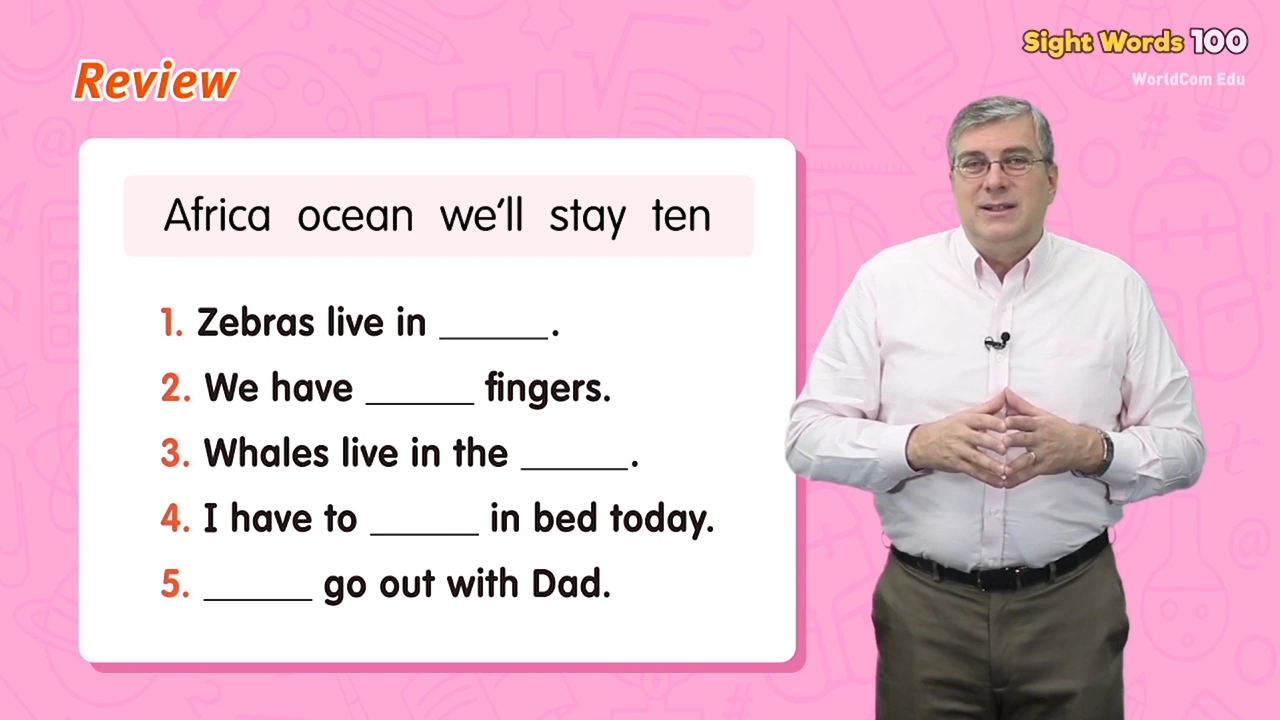 Sight Words 100
WorldCom Edu
Review
Africa ocean we'll stay ten
1. Zebras live in ______.
2. We have ______ fingers.
3. Whales live in the ______.
4. I have to ______ in bed today.
5. ______ go out with Dad.